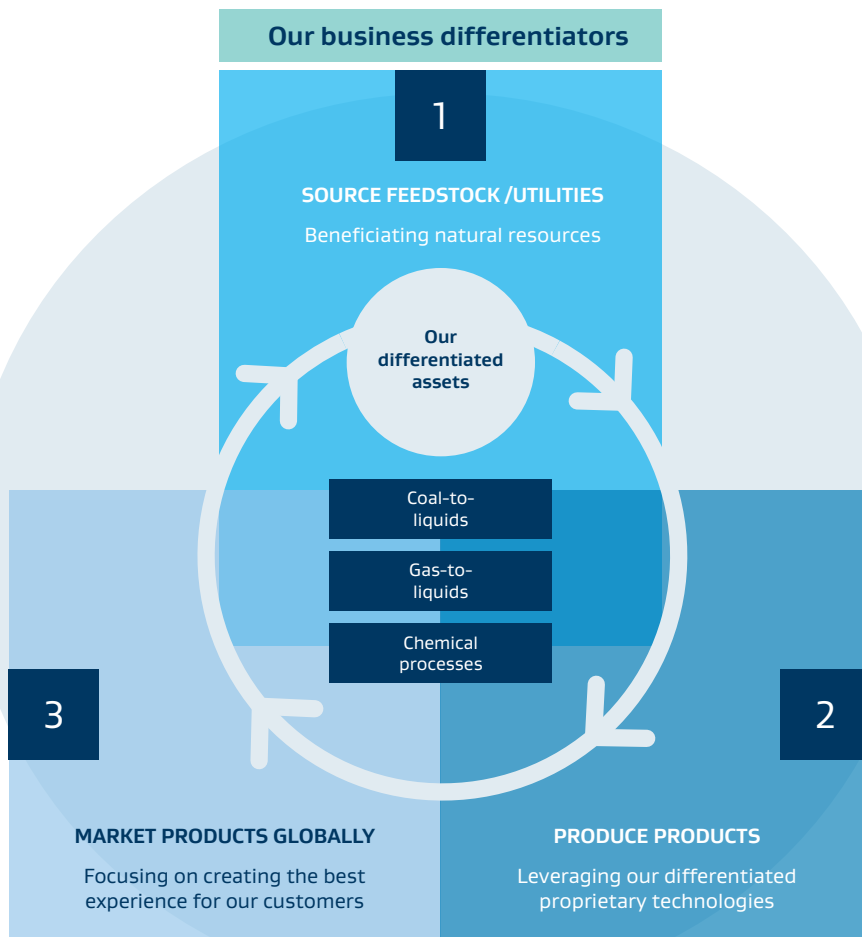 Our business differentiators
1
SOURCE FEEDSTOCK /UTILITIES
Beneficiating natural resources
Our
differentiated
assets
Coal-to-
liquids
Gas-to-
liquids
Chemical
processes
3
2
MARKET PRODUCTS GLOBALLY
Focusing on creating the best
experience for our customers
PRODUCE PRODUCTS
Leveraging our differentiated
proprietary technologies